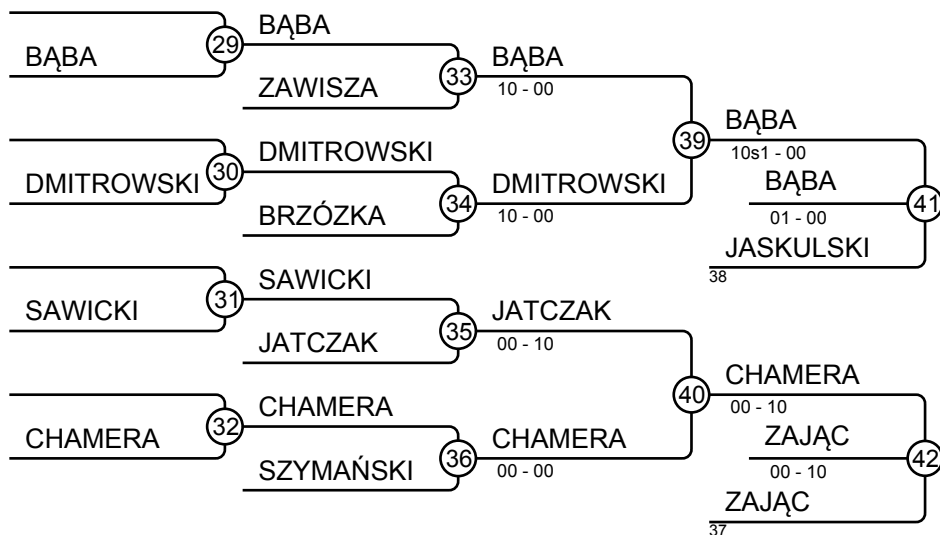 BĄBA
29
BĄBA
ZAWISZA
33
BĄBA
10 - 00
DMITROWSKI
30
DMITROWSKI
BRZÓZKA
34
DMITROWSKI
10 - 00
39
BĄBA
10s1 - 00
BĄBA
01 - 00
41
JASKULSKI
38
SAWICKI
31
SAWICKI
JATCZAK
35
JATCZAK
00 - 10
CHAMERA
32
CHAMERA
SZYMAŃSKI
36
CHAMERA
00 - 00
40
CHAMERA
00 - 10
ZAJĄC
00 - 10
42
ZAJĄC
37